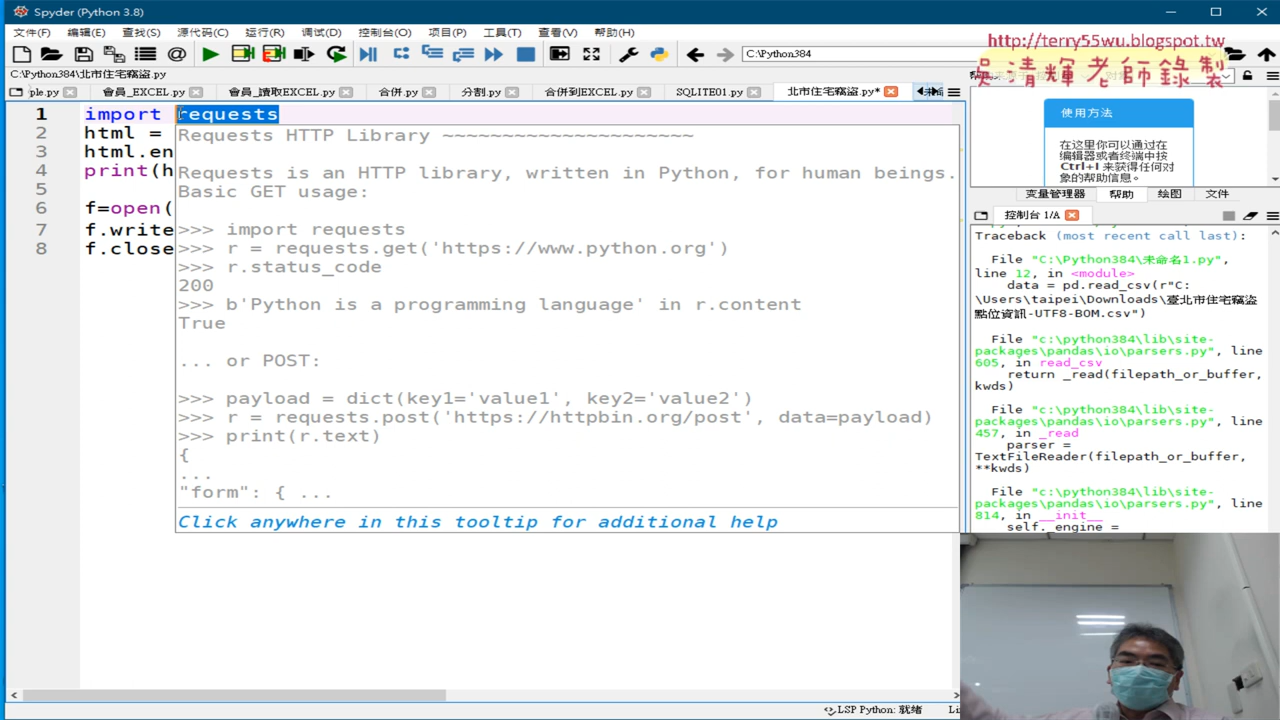 Spyder (Python 3.8)
文件(F) 编辑(E) 查找(S) 源代码(C) 运行(R) 调试(D) 控制台(O) 项目(P) 工具(T) 查看(V) 帮助(H)
http://terry55wu.blogspot.tw
吳清輝老師錄製
C:\Python384
C:\Python384\北市住宅竊盜.py
ple.py 會員_EXCEL.py 會員_讀取EXCEL.py 合併.py 分割.py 合併到EXCEL.py SQLITE01.py 北市住宅竊盜.py*
1 import requests
2 html =
3 html.en
4 print(h
5
6 f=open(
7 f.write
8 f.close
Requests HTTP Library ~~~~~~~~~~~~~~~~~~~~~
Requests is an HTTP library, written in Python, for human beings.
Basic GET usage:
>>> import requests
>>> r = requests.get('https://www.python.org')
>>> r.status_code
200
>>> b'Python is a programming language' in r.content
True
... or POST:
>>> payload = dict(key1='value1', key2='value2')
>>> r = requests.post('https://httpbin.org/post', data=payload)
>>> print(r.text)
{
...
"form": { ...
Click anywhere in this tooltip for additional help
使用方法
在这里你可以通过在
编辑器或者终端中按
Ctrl+I 来获得任何对
象的帮助信息。
变量管理器 帮助 绘图 文件
控制台 1/A
Traceback (most recent call last):
File "C:\Python384\未命名1.py",
line 12, in <module>
data = pd.read_csv(r"C:
\Users\taipei\Downloads\臺北市住宅竊盜
點位資訊-UTF8-BOM.csv")
File "c:\python384\lib\site-
packages\pandas\io\parsers.py", line
605, in read_csv
return _read(filepath_or_buffer,
kwds)
File "c:\python384\lib\site-
packages\pandas\io\parsers.py", line
457, in _read
parser =
TextFileReader(filepath_or_buffer,
**kwds)
File "c:\python384\lib\site-
packages\pandas\io\parsers.py", line
814, in __init__
self._engine =
LSP Python: 就绪